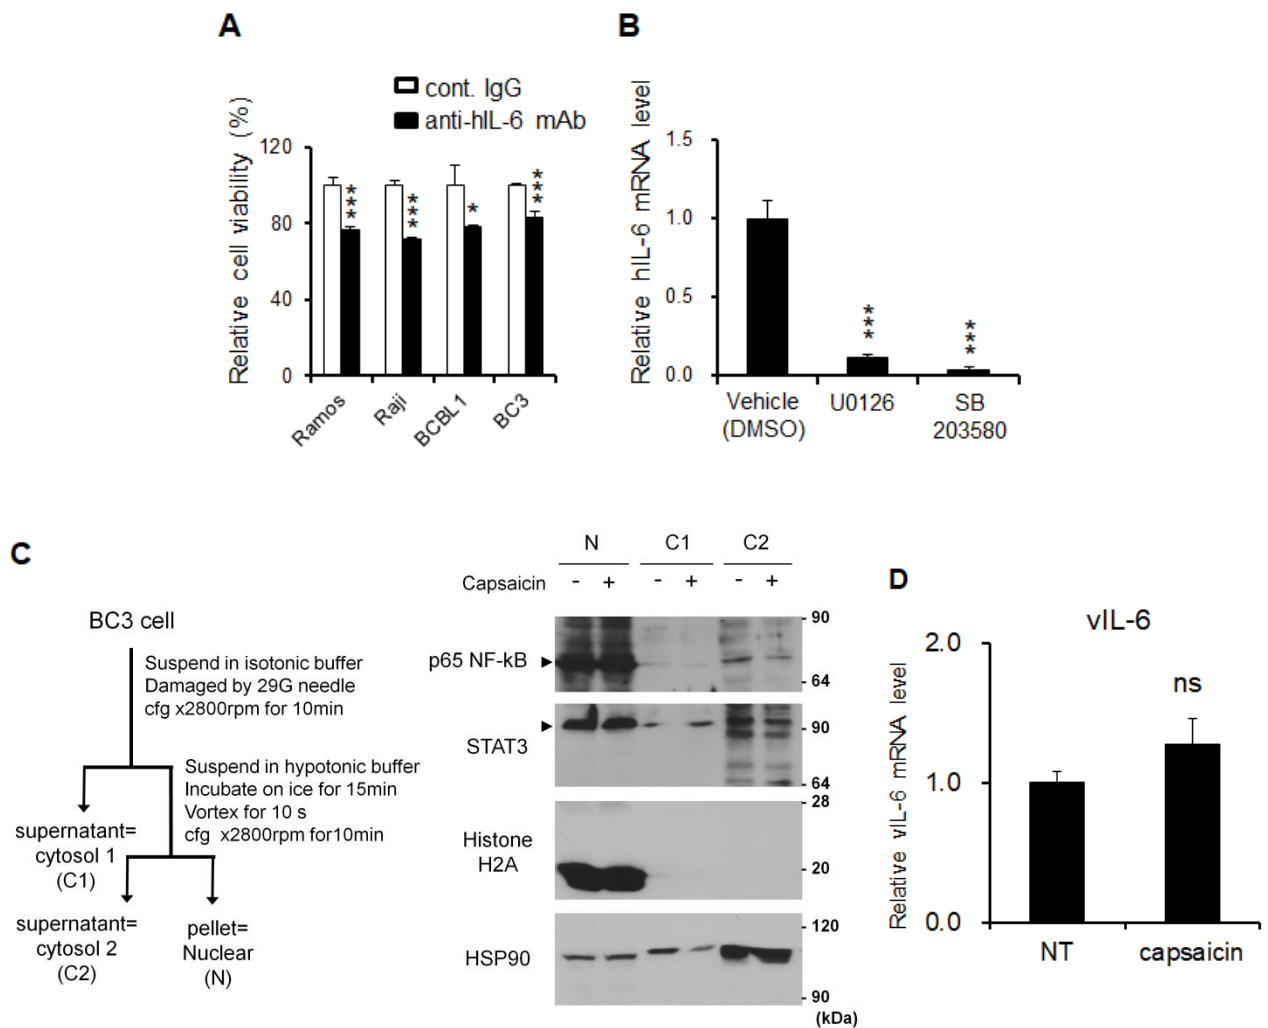 A
cont. IgG
anti-hIL-6 mAb
Relative cell viability (%)
120
80
40
0
***
***
*
***
Ramos
Raji
BCBL1
BC3
B
Relative hIL-6 mRNA level
1.5
1.0
0.5
0.0
***
***
Vehicle
(DMSO)
U0126
SB
203580
C
BC3 cell
Suspend in isotonic buffer
Damaged by 29G needle
cfg x2800rpm for 10min
Suspend in hypotonic buffer
Incubate on ice for 15min
Vortex for 10 s
cfg x2800rpm for10min
supernatant=
cytosol 1
(C1)
supernatant=
cytosol 2
(C2)
pellet=
Nuclear
(N)
N C1 C2
Capsaicin - + - + - +
p65 NF-kB
- 90
- 64
STAT3
- 90
- 64
Histone
H2A
- 28
- 20
HSP90
- 120
- 90
(kDa)
D
vIL-6
Relative vIL-6 mRNA level
2.0
1.0
0.0
ns
NT
capsaicin